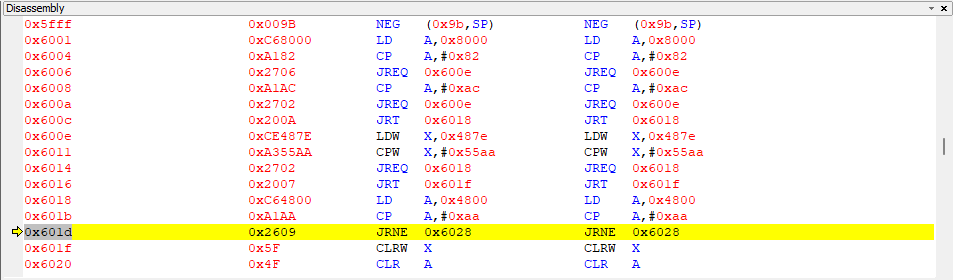 Disassembly
0x5fff 0x009B NEG (0x9b,SP) NEG (0x9b,SP)
0x6001 0xC68000 LD A,0x8000 LD A,0x8000
0x6004 0xA182 CP A,#0x82 CP A,#0x82
0x6006 0x2706 JREQ 0x600e JREQ 0x600e
0x6008 0xA1AC CP A,#0xac CP A,#0xac
0x600a 0x2702 JREQ 0x600e JREQ 0x600e
0x600c 0x200A JRT 0x6018 JRT 0x6018
0x600e 0xCE487E LDW X,0x487e LDW X,0x487e
0x6011 0xA355AA CPW X,#0x55aa CPW X,#0x55aa
0x6014 0x2702 JREQ 0x6018 JREQ 0x6018
0x6016 0x2007 JRT 0x601f JRT 0x601f
0x6018 0xC64800 LD A,0x4800 LD A,0x4800
0x601b 0xA1AA CP A,#0xaa CP A,#0xaa
0x601d 0x2609 JRNE 0x6028 JRNE 0x6028
0x601f 0x5F CLRW X CLRW X
0x6020 0x4F CLR A CLR A